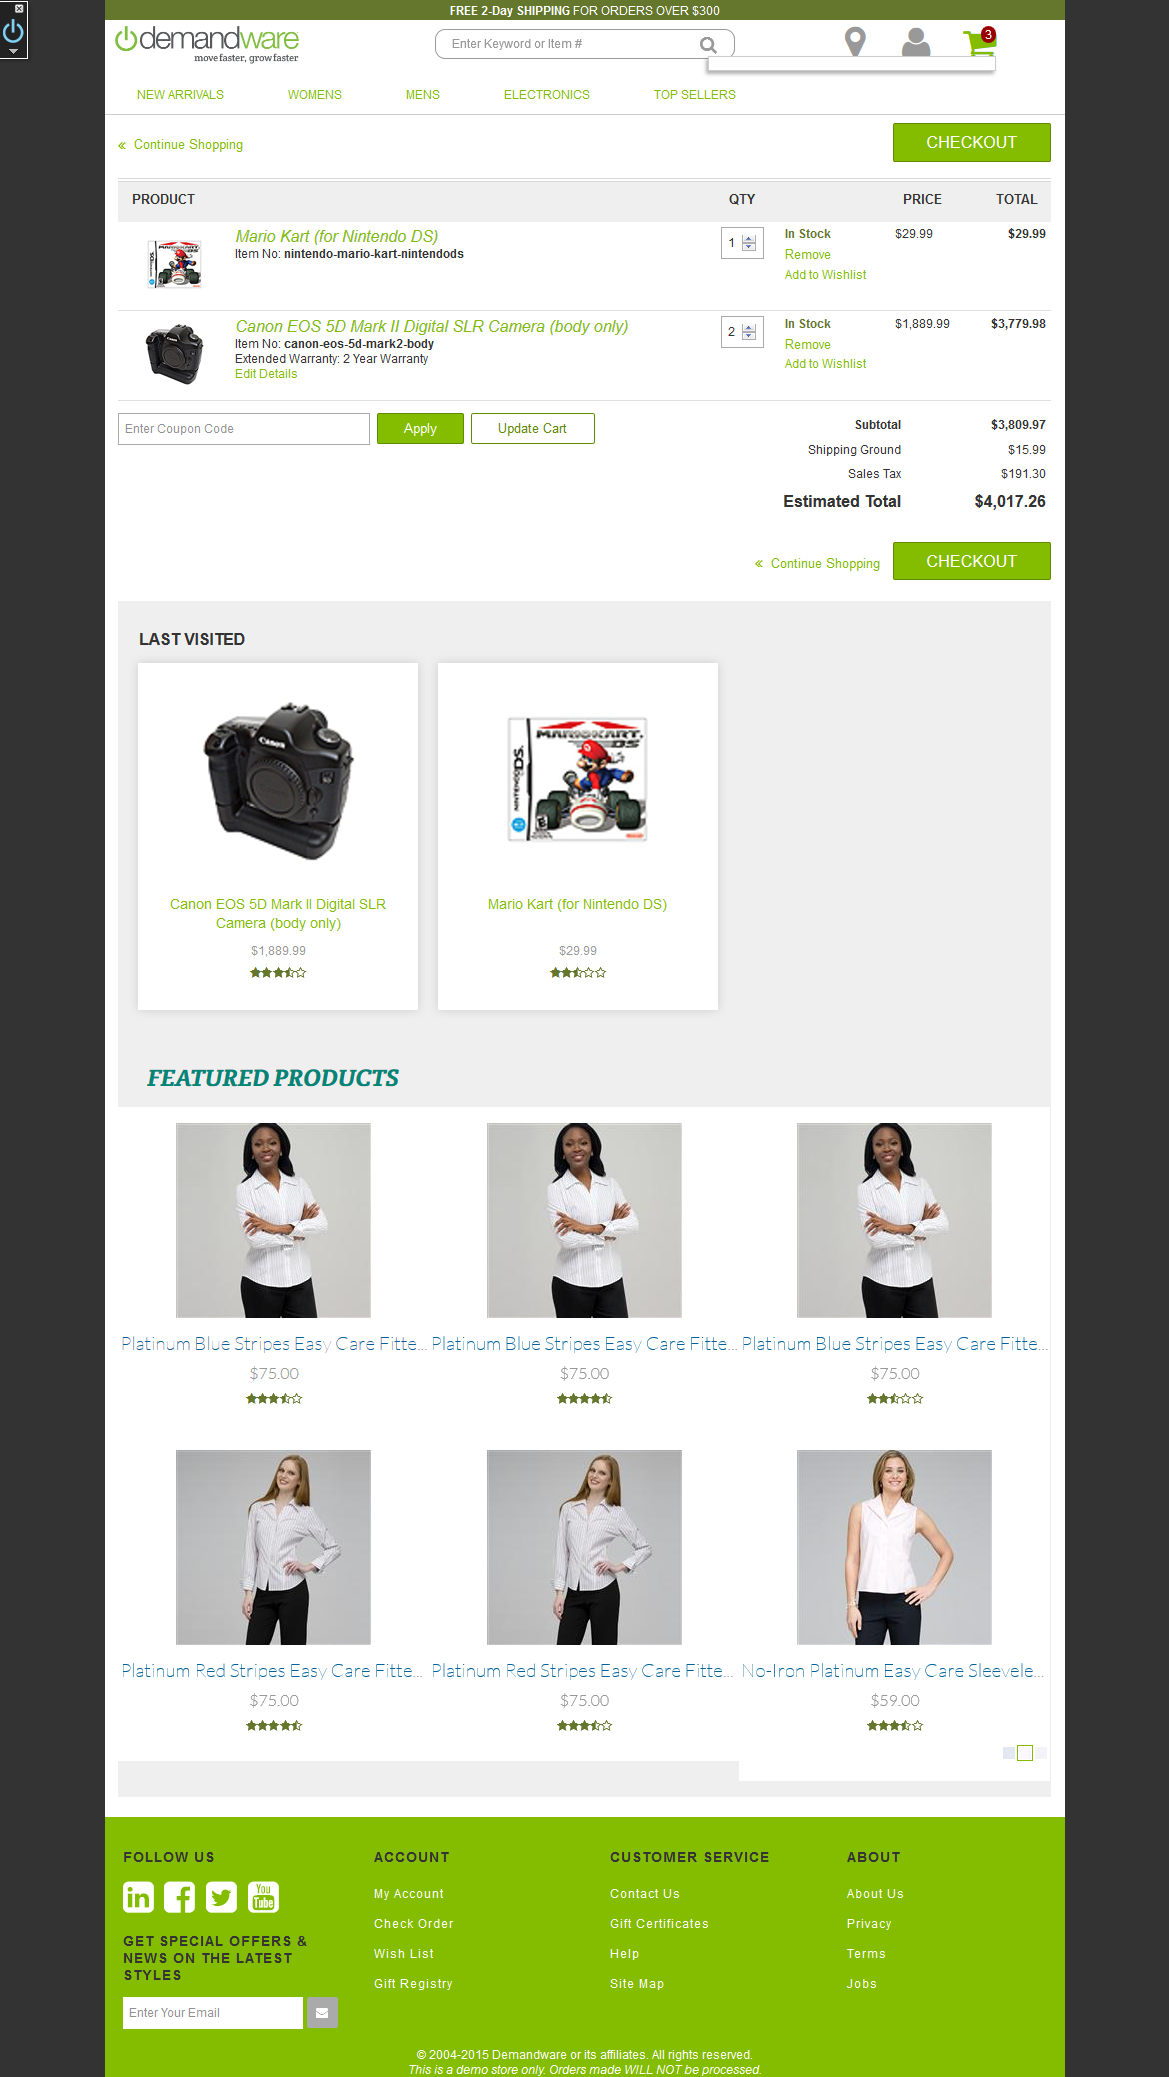 FREE 2-Day SHIPPING FOR ORDERS OVER $300
demandware
move faster, grow faster
Enter Keyword or Item #
3
NEW ARRIVALS
WOMENS
MENS
ELECTRONICS
TOP SELLERS
« Continue Shopping
CHECKOUT
PRODUCT QTY PRICE TOTAL
Mario Kart (for Nintendo DS)
Item No: nintendo-mario-kart-nintendods
1
In Stock
Remove
Add to Wishlist
$29.99
$29.99
Canon EOS 5D Mark II Digital SLR Camera (body only)
Item No: canon-eos-5d-mark2-body
Extended Warranty: 2 Year Warranty
Edit Details
2
In Stock
Remove
Add to Wishlist
$1,889.99
$3,779.98
Enter Coupon Code
Apply
Update Cart
Subtotal $3,809.97
Shipping Ground $15.99
Sales Tax $191.30
Estimated Total $4,017.26
« Continue Shopping
CHECKOUT
LAST VISITED
Canon
MARIOKART
DS
NINTENDO DS
Canon EOS 5D Mark II Digital SLR
Camera (body only)
$1,889.99
Mario Kart (for Nintendo DS)
$29.99
FEATURED PRODUCTS
Platinum Blue Stripes Easy Care Fitte...
$75.00
Platinum Blue Stripes Easy Care Fitte...
$75.00
Platinum Blue Stripes Easy Care Fitte...
$75.00
Platinum Red Stripes Easy Care Fitte...
$75.00
Platinum Red Stripes Easy Care Fitte...
$75.00
No-Iron Platinum Easy Care Sleevele...
$59.00
FOLLOW US
in
You
Tube
GET SPECIAL OFFERS &
NEWS ON THE LATEST
STYLES
Enter Your Email
ACCOUNT
My Account
Check Order
Wish List
Gift Registry
CUSTOMER SERVICE
Contact Us
Gift Certificates
Help
Site Map
ABOUT
About Us
Privacy
Terms
Jobs
© 2004-2015 Demandware or its affiliates. All rights reserved.
This is a demo store only. Orders made WILL NOT be processed.